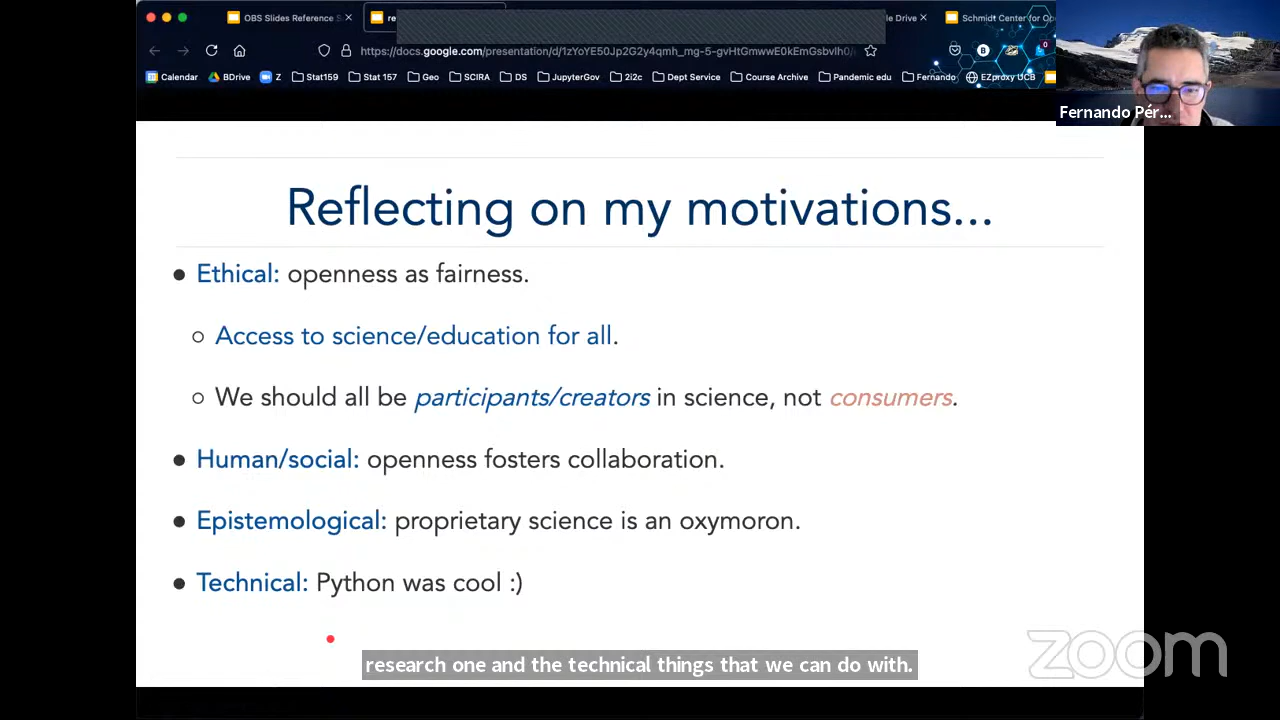 OBS Slides Reference S
re
le Drive
Schmidt Center for Op
https://docs.google.com/presentation/d/1zYoYE50Jp2G2y4qmh_mg-5-gvHtGmwwE0kEmGsbvlh0/
Calendar
BDrive
Z
Stat159
Stat 157
Geo
SCIRA
DS
JupyterGov
2i2c
Dept Service
Course Archive
Pandemic edu
Fernando
EZproxy UCB
Fernando Pér...
Reflecting on my motivations...
● Ethical: openness as fairness.
○ Access to science/education for all.
○ We should all be participants/creators in science, not consumers.
● Human/social: openness fosters collaboration.
● Epistemological: proprietary science is an oxymoron.
● Technical: Python was cool :)
research one and the technical things that we can do with.
zoom